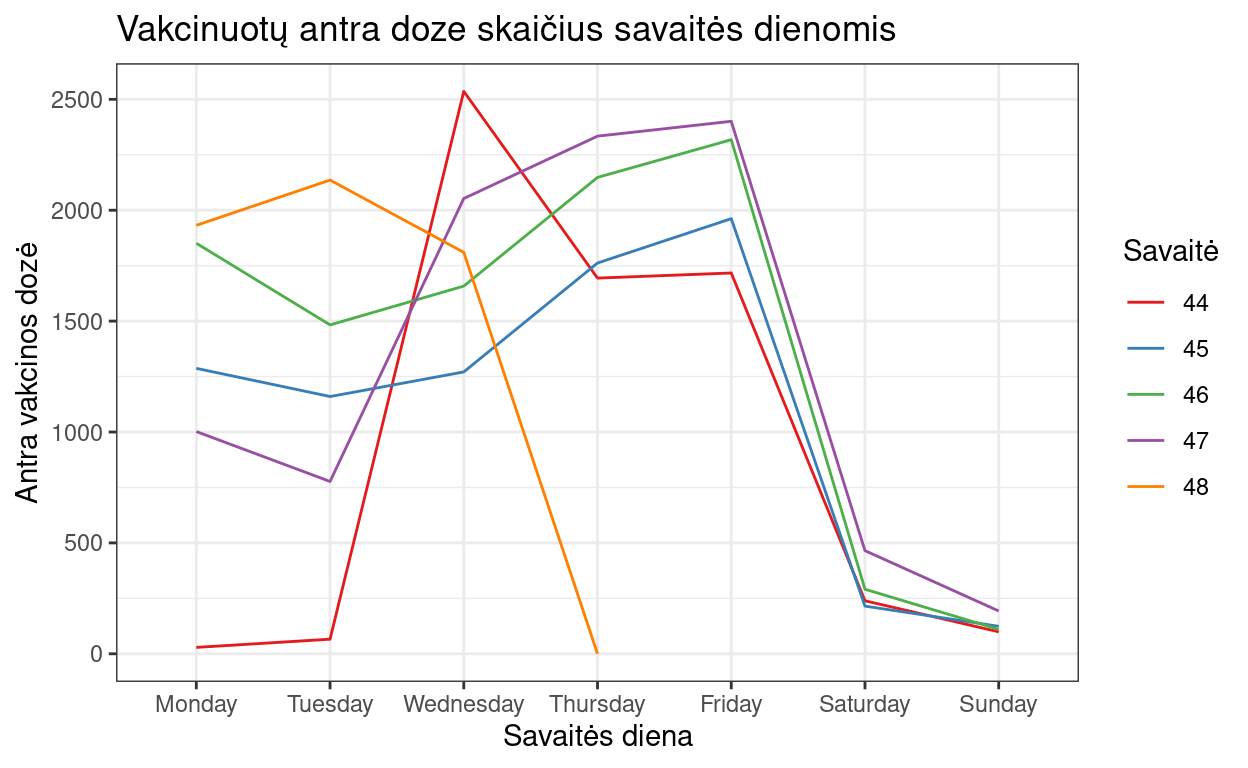 Vakcinuotų antra doze skaičius savaitės dienomis
Antra vakcinos dozė
2500
2000
1500
1000
500
0
Monday Tuesday Wednesday Thursday Friday Saturday Sunday
Savaitės diena
Savaitė
44
45
46
47
48